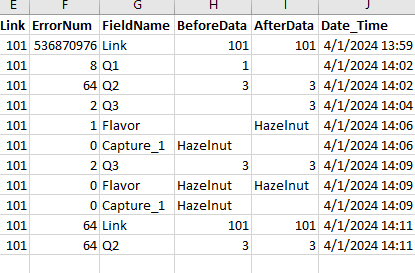 E F G H I J
Link ErrorNum FieldName BeforeData AfterData Date_Time
101 536870976 Link 101 101 4/1/2024 13:59
101 8 Q1 1 4/1/2024 14:02
101 64 Q2 3 3 4/1/2024 14:02
101 2 Q3 3 4/1/2024 14:04
101 1 Flavor Hazelnut 4/1/2024 14:06
101 0 Capture_1 Hazelnut 4/1/2024 14:06
101 2 Q3 3 3 4/1/2024 14:09
101 0 Flavor Hazelnut Hazelnut 4/1/2024 14:09
101 0 Capture_1 Hazelnut 4/1/2024 14:09
101 64 Link 101 101 4/1/2024 14:11
101 64 Q2 3 3 4/1/2024 14:11